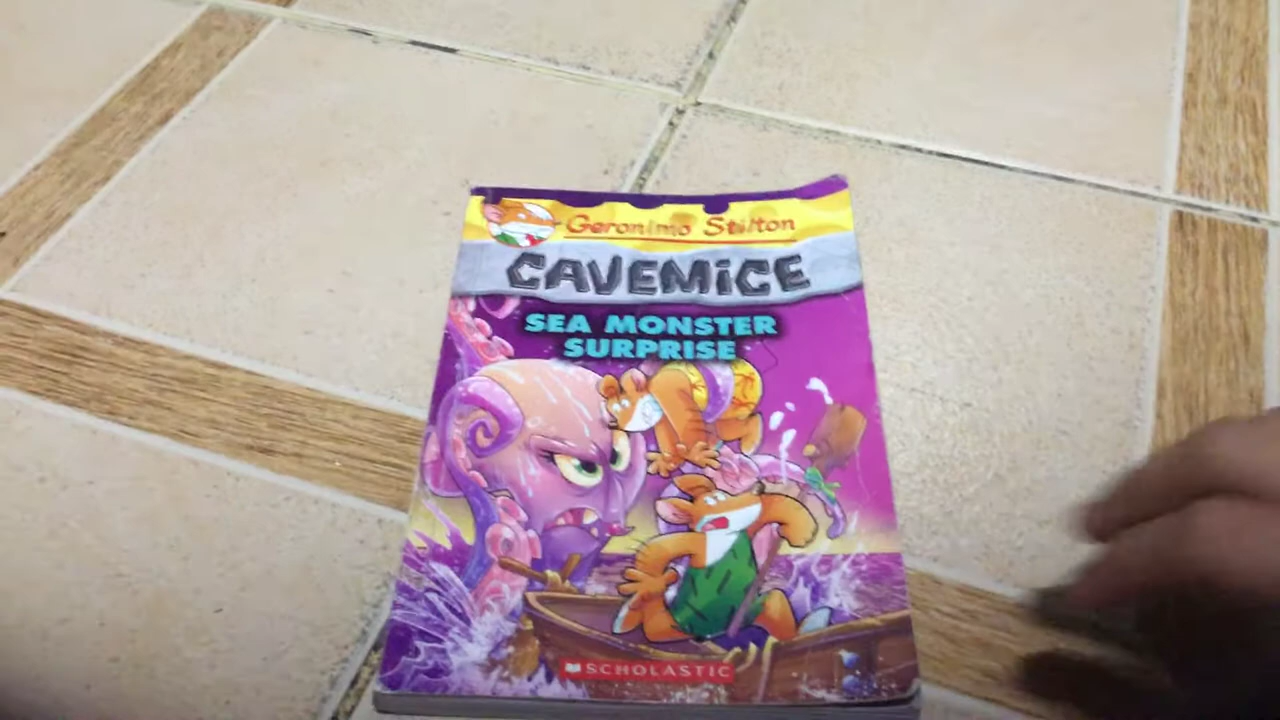 Geronimo Stilton
CAVEMiCE
SEA MONSTER
SURPRISE
SCHOLASTIC